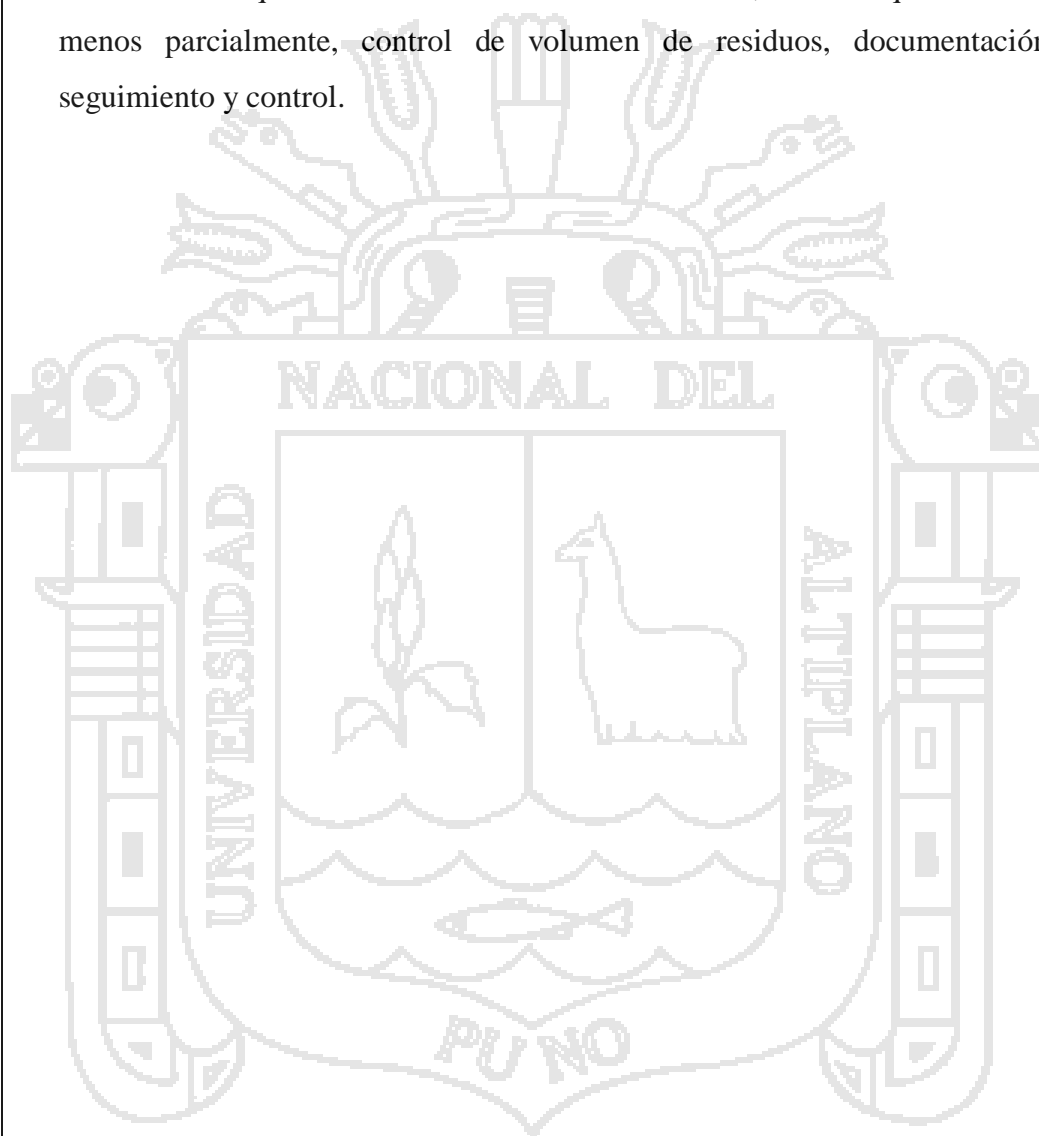 menos parcialmente, control de volumen de residuos, documentación
seguimiento y control.
NACIONAL DEL
UNIVERSIDAD
ALTIPLANO
PUNO